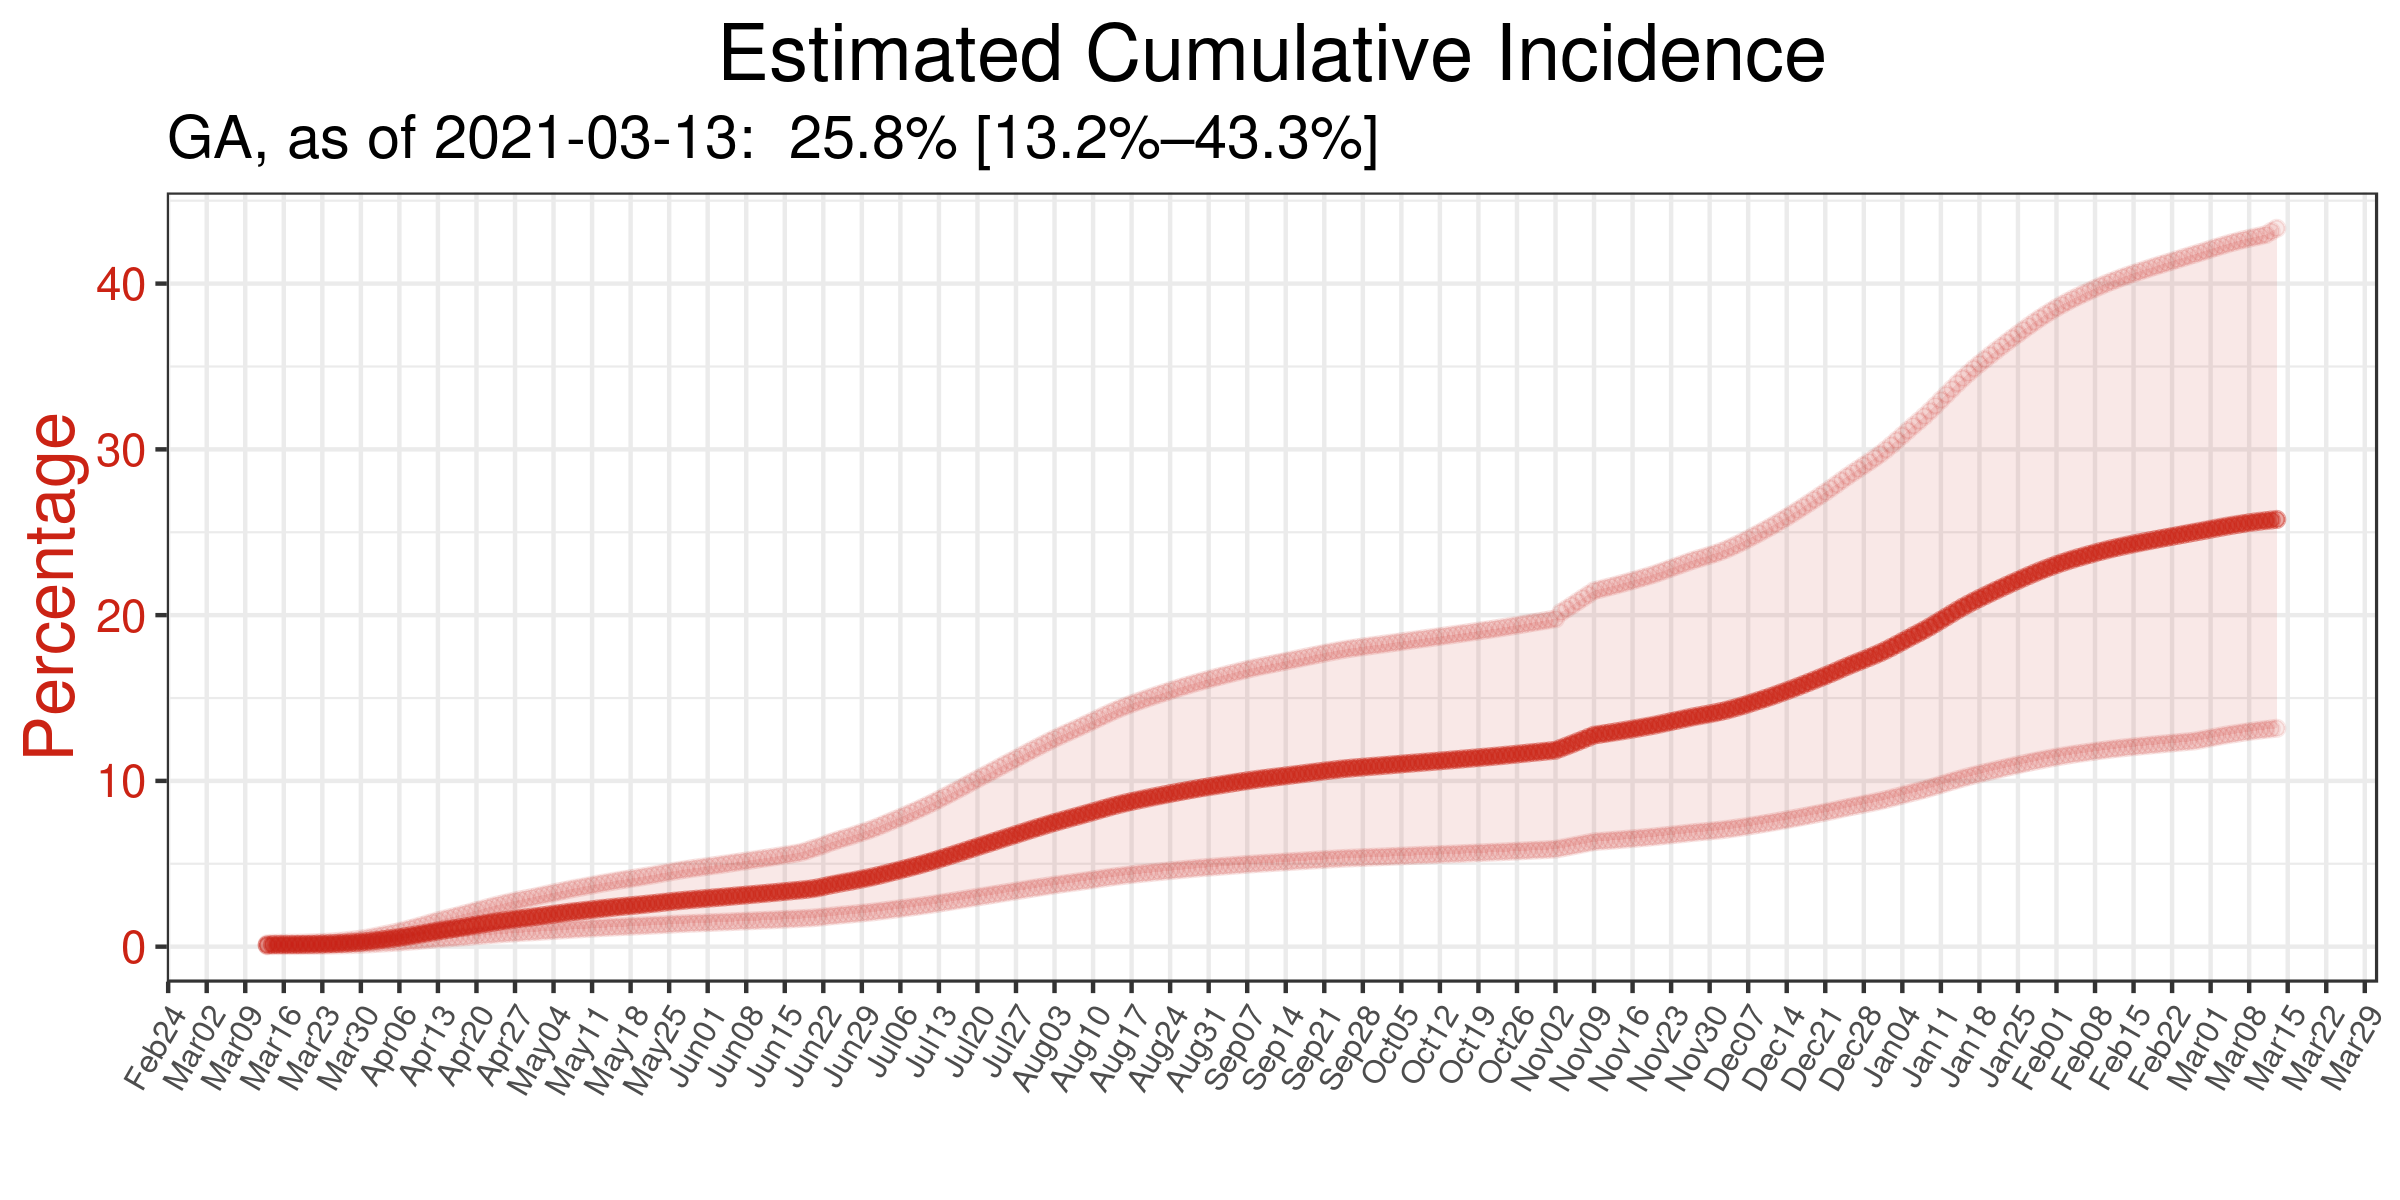 Estimated Cumulative Incidence
GA, as of 2021-03-13:  25.8% [13.2%–43.3%]
Percentage
40
30
20
10
0
Feb24 Mar02 Mar09 Mar16 Mar23 Mar30 Apr06 Apr13 Apr20 Apr27 May04 May11 May18 May25 Jun01 Jun08 Jun15 Jun22 Jun29 Jul06 Jul13 Jul20 Jul27 Aug03 Aug10 Aug17 Aug24 Aug31 Sep07 Sep14 Sep21 Sep28 Oct05 Oct12 Oct19 Oct26 Nov02 Nov09 Nov16 Nov23 Nov30 Dec07 Dec14 Dec21 Dec28 Jan04 Jan11 Jan18 Jan25 Feb01 Feb08 Feb15 Feb22 Mar01 Mar08 Mar15 Mar22 Mar29